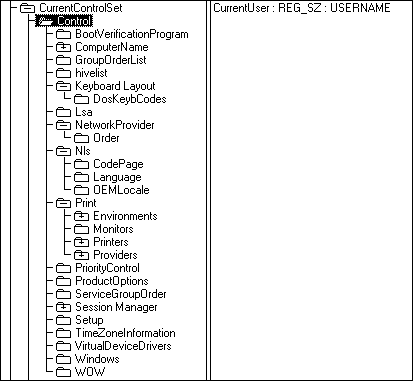 CurrentControlSet
CurrentUser : REG_SZ : USERNAME
Control
BootVerificationProgram
ComputerName
GroupOrderList
hivelist
Keyboard Layout
DosKeybCodes
Lsa
NetworkProvider
Order
Nls
CodePage
Language
OEMLocale
Print
Environments
Monitors
Printers
Providers
PriorityControl
ProductOptions
ServiceGroupOrder
Session Manager
Setup
TimeZoneInformation
VirtualDeviceDrivers
Windows
WOW